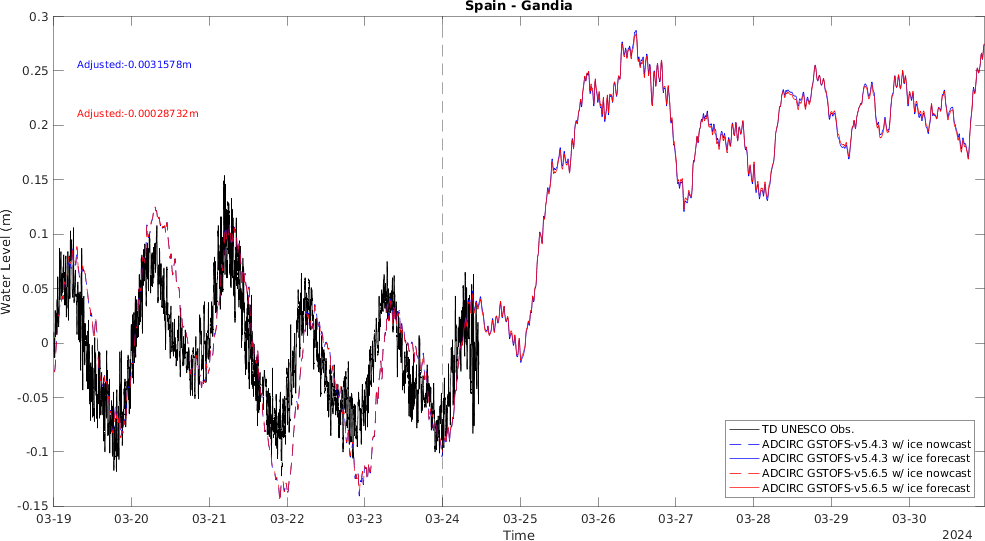 Spain - Gandia
0.3
0.25
0.2
0.15
0.1
0.05
0
-0.05
-0.1
-0.15
Water Level (m)
Adjusted:-0.0031578m
Adjusted:-0.00028732m
TD UNESCO Obs.
ADCIRC GSTOFS-v5.4.3 w/ ice nowcast
ADCIRC GSTOFS-v5.4.3 w/ ice forecast
ADCIRC GSTOFS-v5.6.5 w/ ice nowcast
ADCIRC GSTOFS-v5.6.5 w/ ice forecast
03-19 03-20 03-21 03-22 03-23 03-24 03-25 03-26 03-27 03-28 03-29 03-30
Time
2024